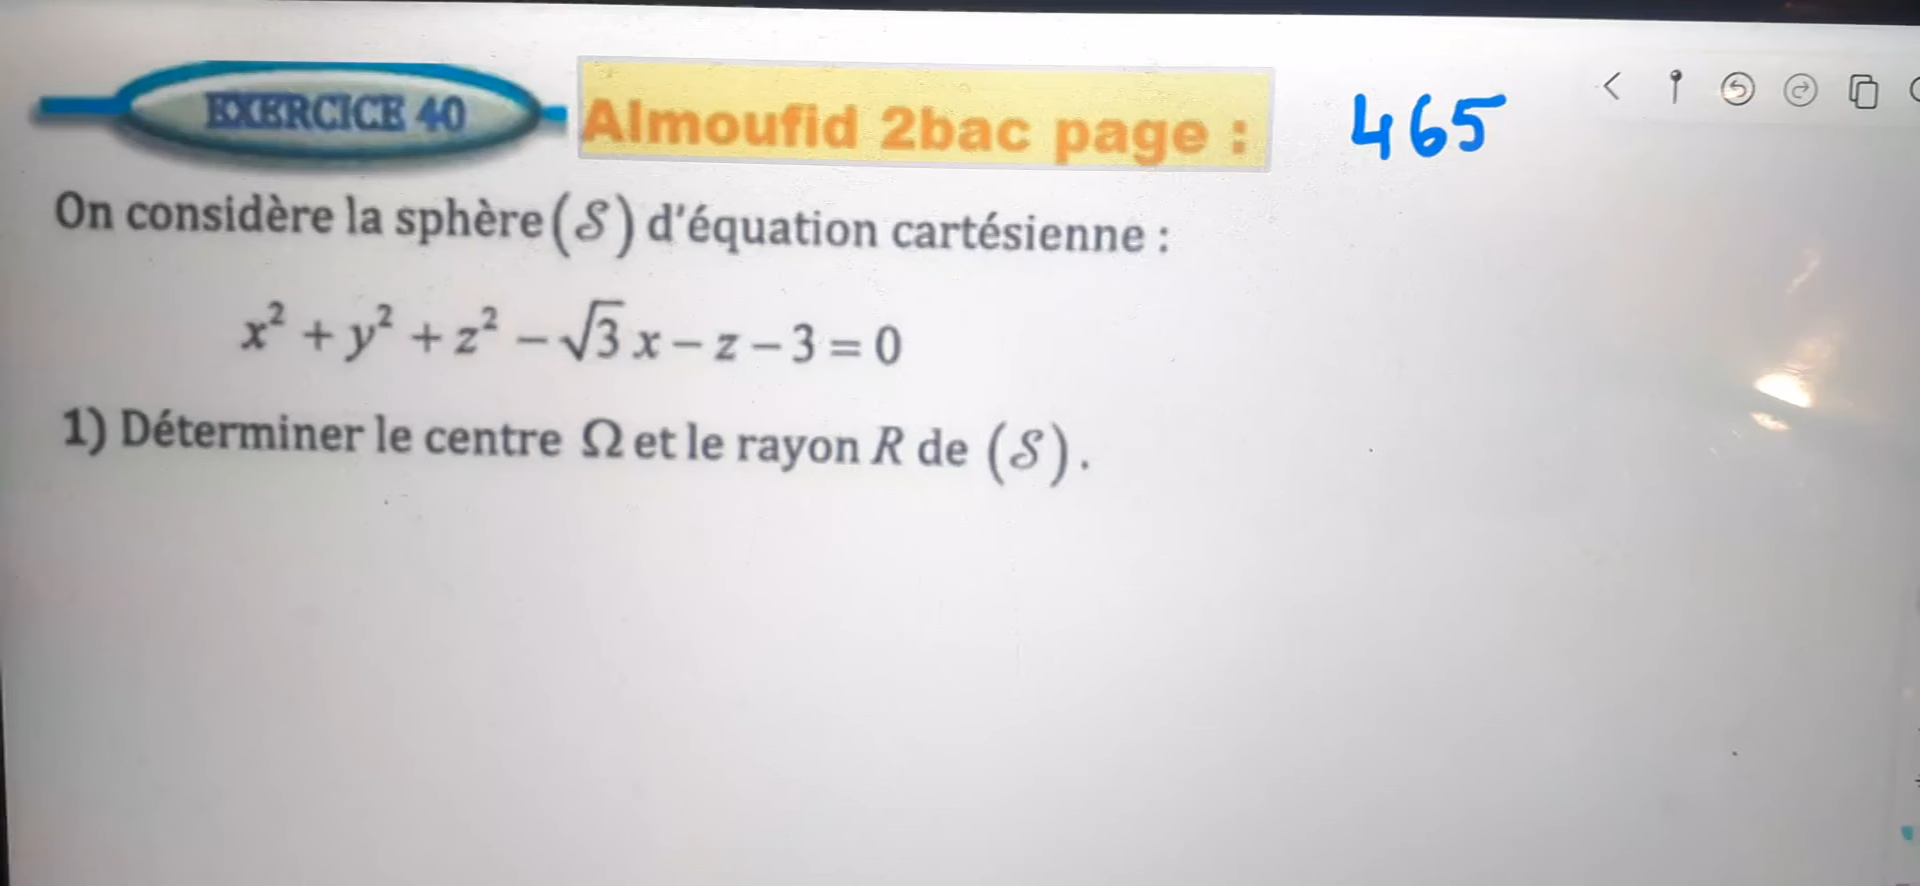 EXERCICE 40 Almoufid 2bac page : 465
On considère la sphère (𝒮) d'équation cartésienne :
x² + y² + z² − √3 x − z − 3 = 0
1) Déterminer le centre Ω et le rayon R de (𝒮).